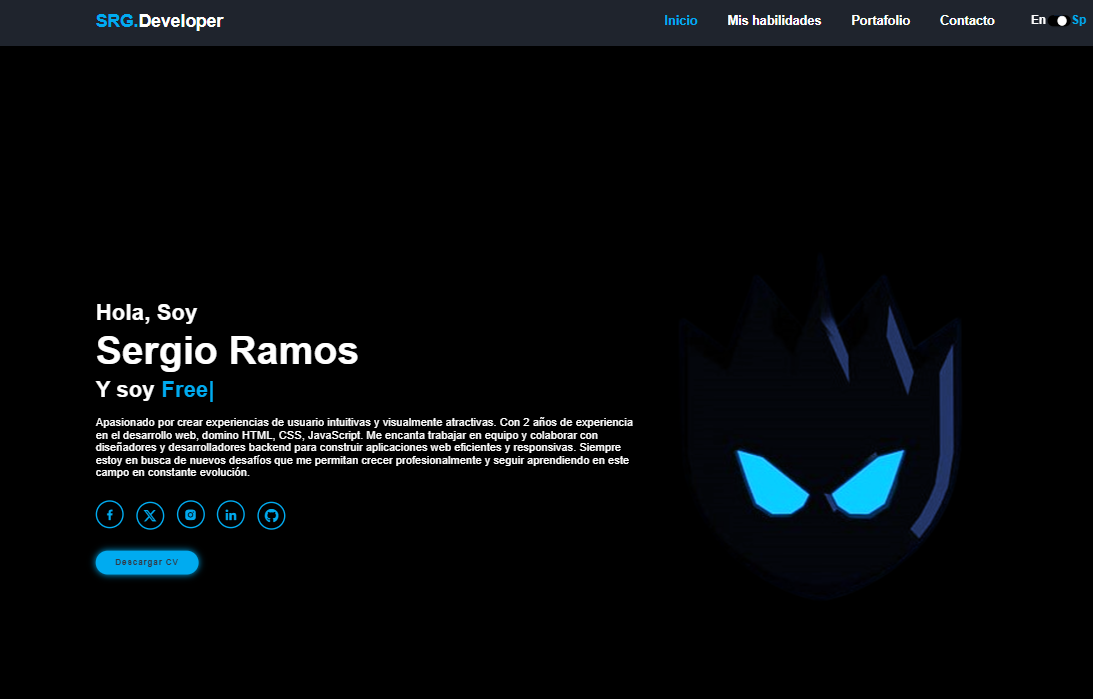 SRG.Developer
Inicio
Mis habilidades
Portafolio
Contacto
En
Sp
Hola, Soy
Sergio Ramos
Y soy Free|
Apasionado por crear experiencias de usuario intuitivas y visualmente atractivas. Con 2 años de experiencia
en el desarrollo web, domino HTML, CSS, JavaScript. Me encanta trabajar en equipo y colaborar con
diseñadores y desarrolladores backend para construir aplicaciones web eficientes y responsivas. Siempre
estoy en busca de nuevos desafíos que me permitan crecer profesionalmente y seguir aprendiendo en este
campo en constante evolución.
Descargar CV